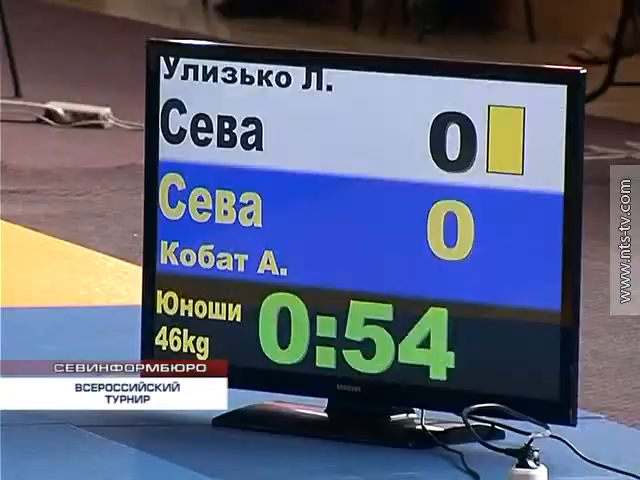 Улизько Л.
Сева 0
Сева 0
Кобат А.
Юноши
46kg 0:54
SAMSUNG
СЕВИНФОРМБЮРО
ВСЕРОССИЙСКИЙ
ТУРНИР
www.nts-tv.com